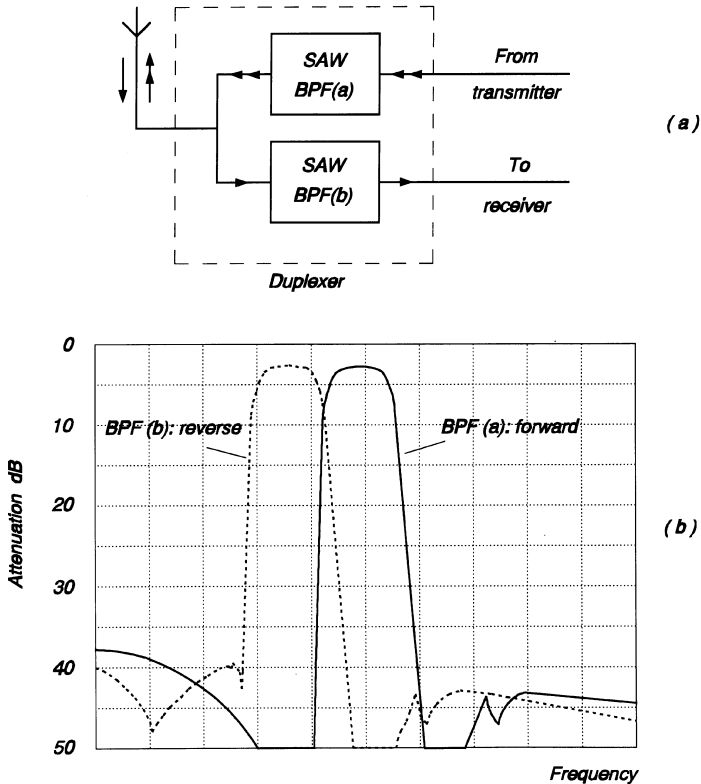 SAW
BPF(a)
From
transmitter
(a)
SAW
BPF(b)
To
receiver
Duplexer
0
10
20
30
40
50
Attenuation dB
BPF (b): reverse
BPF (a): forward
(b)
Frequency